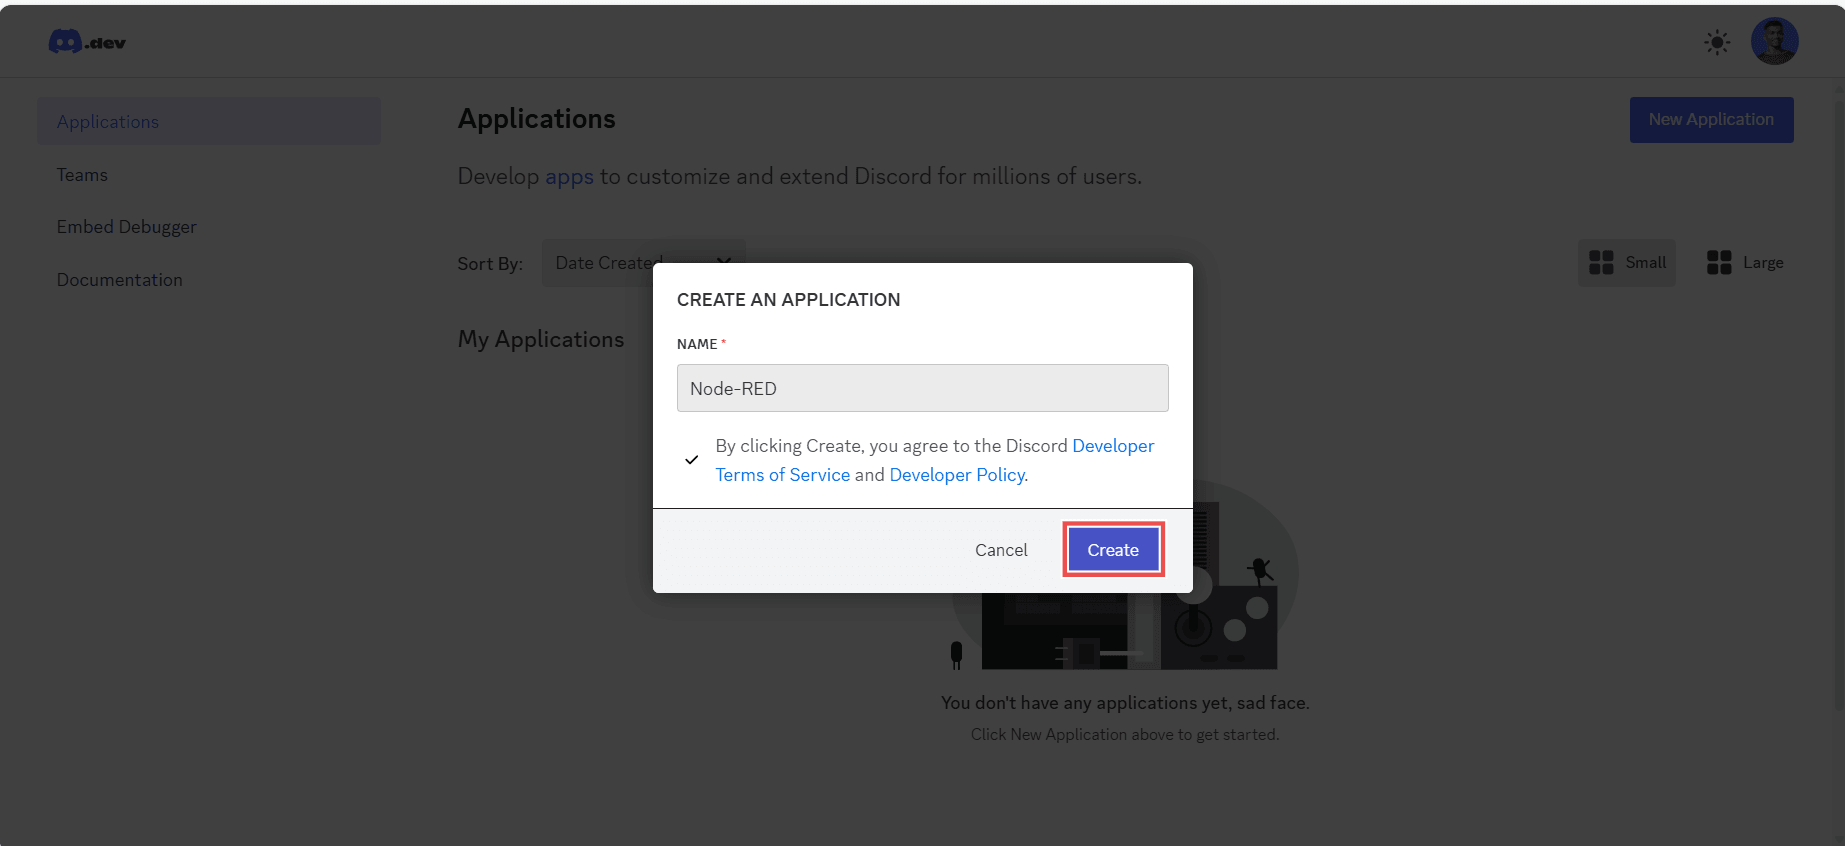 .dev
Applications
Teams
Embed Debugger
Documentation
Applications
New Application
Develop apps to customize and extend Discord for millions of users.
Sort By:
Date Created
Small
Large
My Applications
CREATE AN APPLICATION
NAME *
Node-RED
By clicking Create, you agree to the Discord Developer
Terms of Service and Developer Policy.
Cancel
Create
You don't have any applications yet, sad face.
Click New Application above to get started.